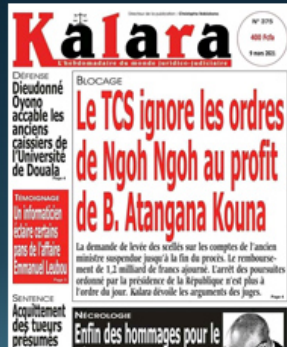 Directeur de la publication : Christophe Bobiokono
Kalara
L'hebdomadaire du monde juridico-judiciaire
N° 375
400 Fcfa
DÉFENSE
Dieudonné
Oyono
accable les
anciens
caissiers de
l'Université
de Douala
TÉMOIGNAGE
Un informaticien
éclaire certains
pans de l'affaire
Emmanuel Leubou
SENTENCE
Acquittement
des tueurs
présumés
BLOCAGE
Le TCS ignore les ordres
de Ngoh Ngoh au profit
de B. Atangana Kouna
La demande de levée des scellés sur les comptes de l'ancien
ministre suspendue jusqu'à la fin du procès. Le rembourse-
ment de 1,2 milliard de francs ajourné. L'arrêt des poursuites
ordonné par la présidence de la République n'est plus à
l'ordre du jour. Kalara dévoile les arguments des juges.
NÉCROLOGIE
Enfin des hommages pour le